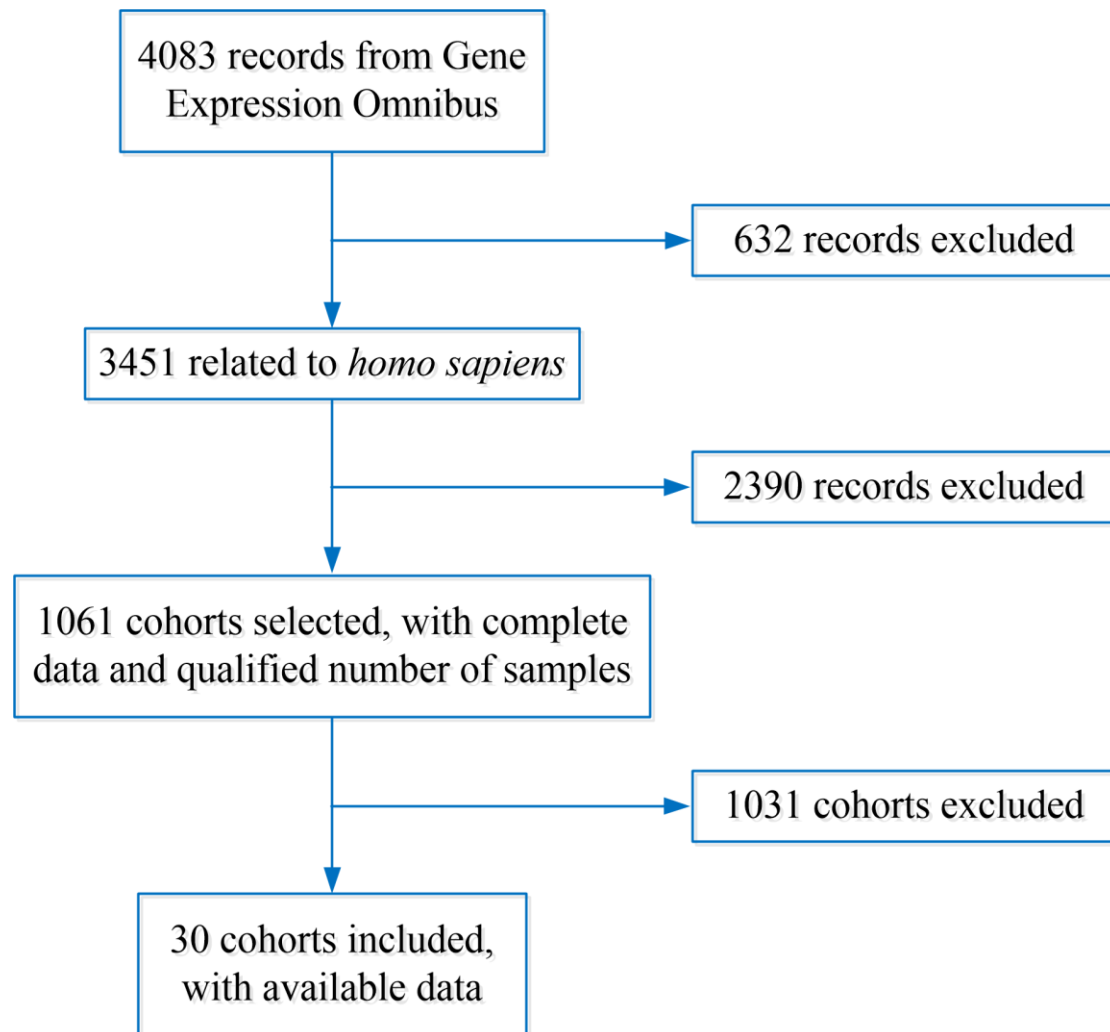 4083 records from Gene
Expression Omnibus
632 records excluded
3451 related to homo sapiens
2390 records excluded
1061 cohorts selected, with complete
data and qualified number of samples
1031 cohorts excluded
30 cohorts included,
with available data